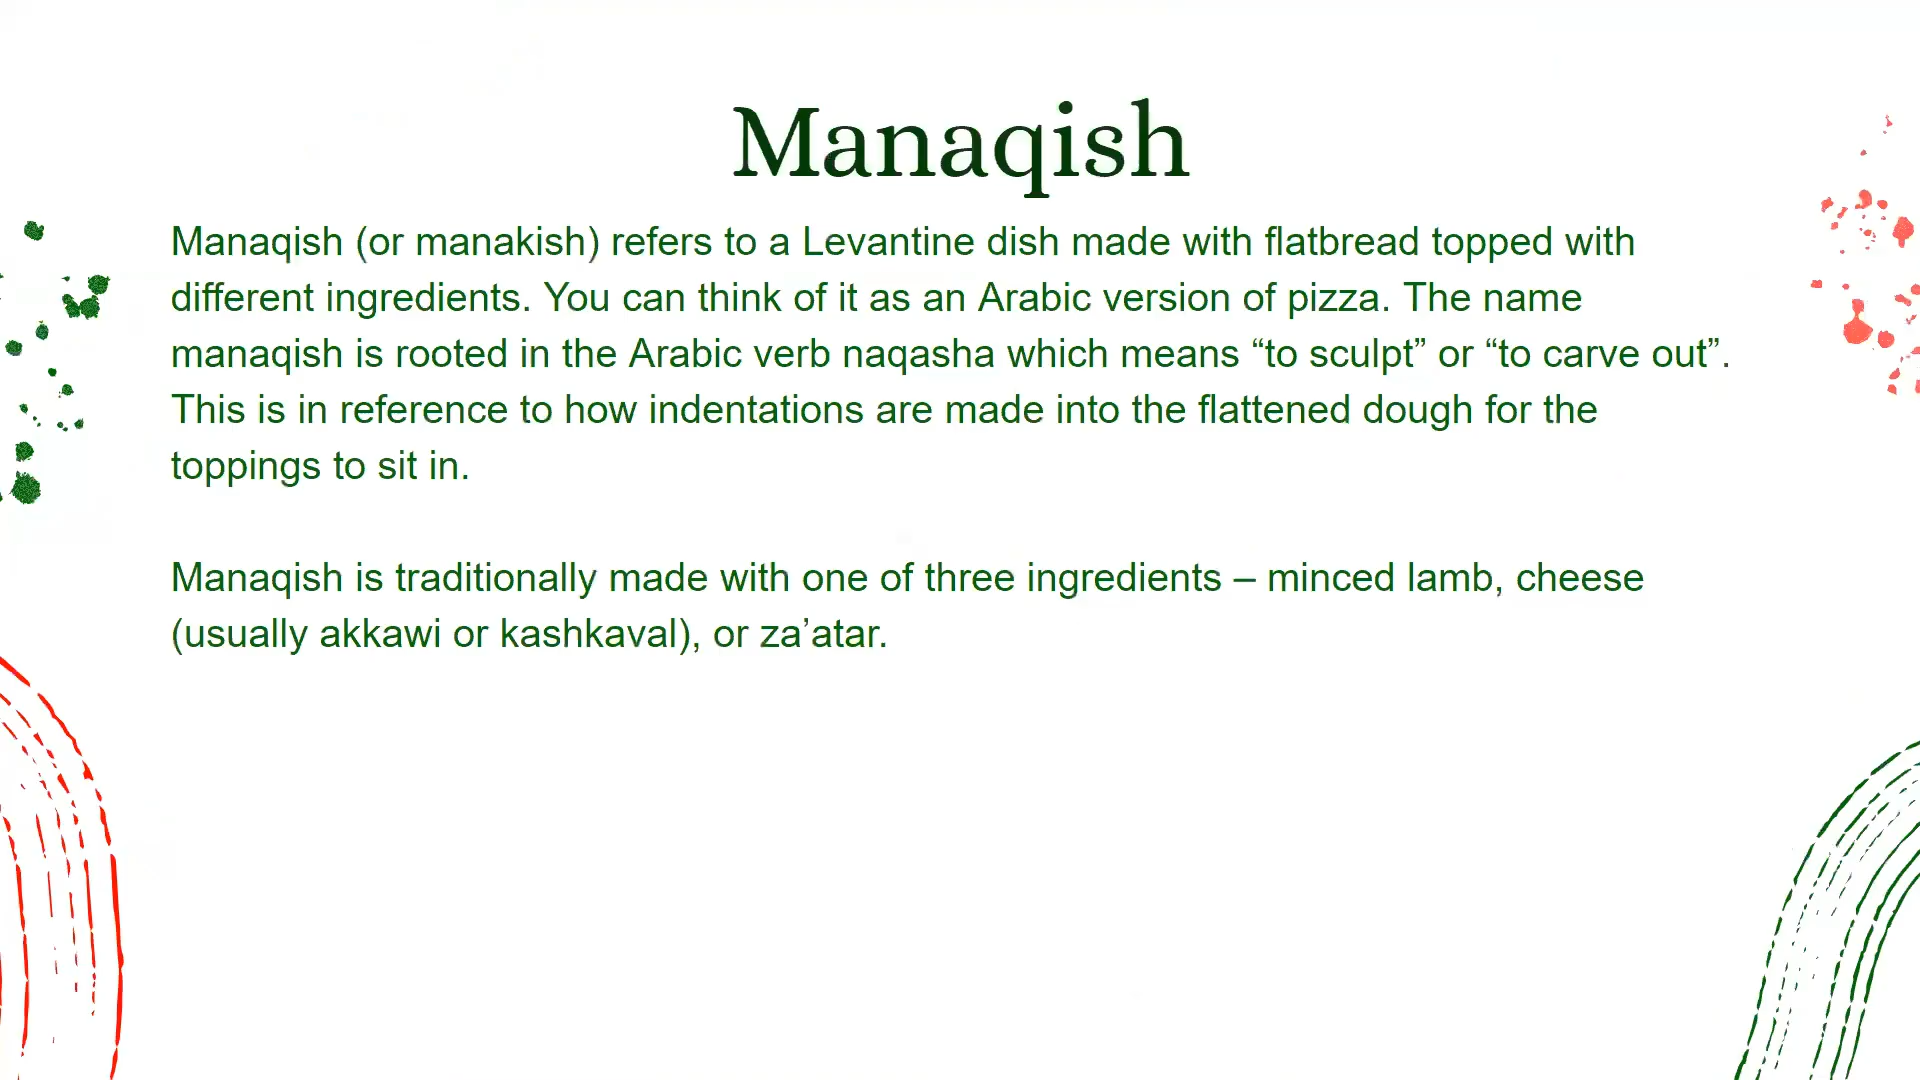 Manaqish
Manaqish (or manakish) refers to a Levantine dish made with flatbread topped with
different ingredients. You can think of it as an Arabic version of pizza. The name
manaqish is rooted in the Arabic verb naqasha which means “to sculpt” or “to carve out”.
This is in reference to how indentations are made into the flattened dough for the
toppings to sit in.
Manaqish is traditionally made with one of three ingredients – minced lamb, cheese
(usually akkawi or kashkaval), or za’atar.